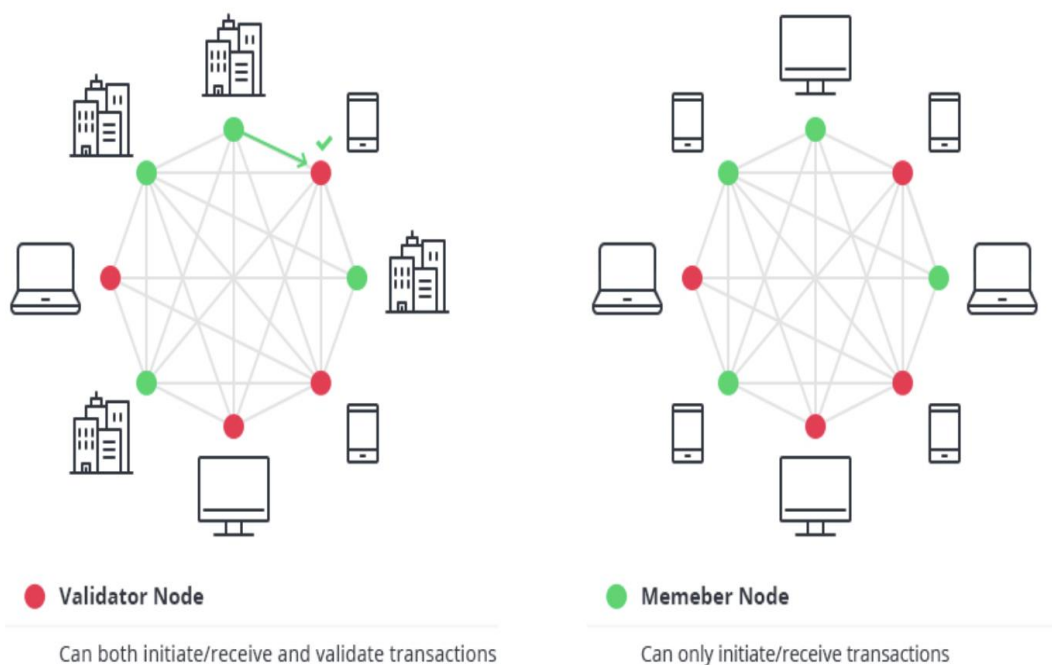 Validator Node
Can both initiate/receive and validate transactions
Memeber Node
Can only initiate/receive transactions